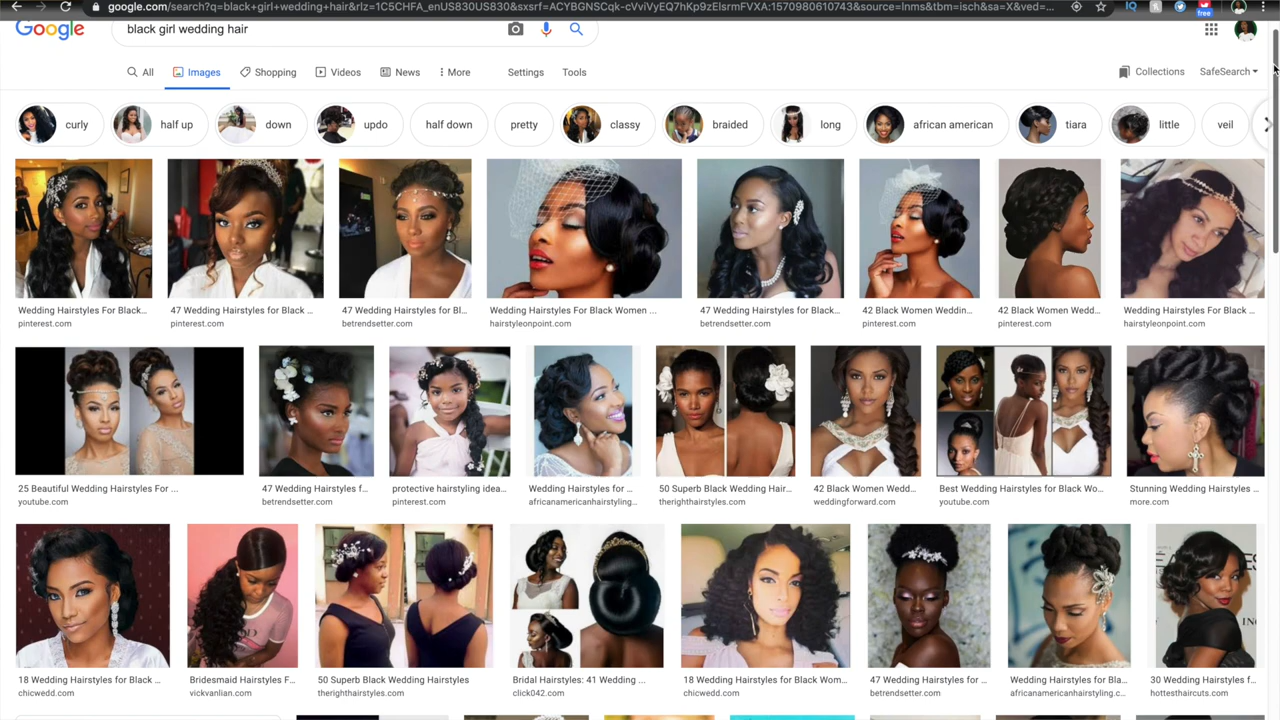 google.com/search?q=black+girl+wedding+hair&rlz=1C5CHFA_enUS830US830&sxsrf=ACYBGNSCqk-cVviVyEQ7hKp9zEIsrmFVXA:1570980610743&source=lnms&tbm=isch&sa=X&ved=...
IQ
free
Google
black girl wedding hair
All Images Shopping Videos News More Settings Tools Collections SafeSearch
curly half up down updo half down pretty classy braided long african american tiara little veil
Wedding Hairstyles For Black... 47 Wedding Hairstyles for Black ... 47 Wedding Hairstyles for Bl... Wedding Hairstyles For Black Women ... 47 Wedding Hairstyles for Black... 42 Black Women Weddin... 42 Black Women Wedd... Wedding Hairstyles For Black ...
pinterest.com pinterest.com betrendsetter.com hairstyleonpoint.com betrendsetter.com pinterest.com pinterest.com hairstyleonpoint.com
25 Beautiful Wedding Hairstyles For ... 47 Wedding Hairstyles f... protective hairstyling idea... Wedding Hairstyles for ... 50 Superb Black Wedding Hair... 42 Black Women Wedd... Best Wedding Hairstyles for Black Wo... Stunning Wedding Hairstyles ...
youtube.com betrendsetter.com pinterest.com africanamericanhairstyling... therighthairstyles.com weddingforward.com youtube.com more.com
18 Wedding Hairstyles for Black ... Bridesmaid Hairstyles F... 50 Superb Black Wedding Hairstyles Bridal Hairstyles: 41 Wedding ... 18 Wedding Hairstyles for Black Wom... 47 Wedding Hairstyles for ... Wedding Hairstyles for Bla... 30 Wedding Hairstyles f...
chicwedd.com vickvanlian.com therighthairstyles.com click042.com chicwedd.com betrendsetter.com africanamericanhairstyling.c... hottesthaircuts.com